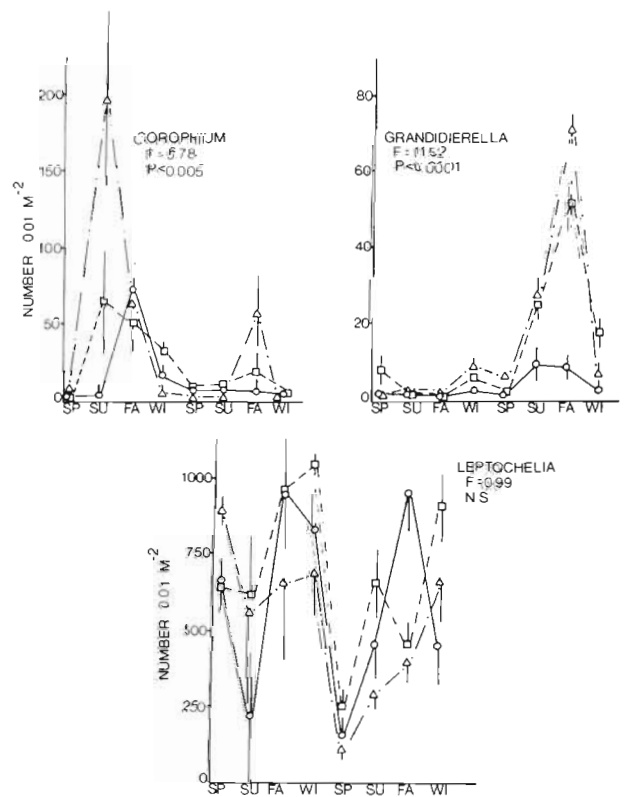 COROPHIUM
F=5.78
P<0.005
NUMBER 0.01 M-2
200
150
100
50
0
SP SU FA WI SP SU FA WI
GRANDIDIERELLA
F=11.52
P<0.0001
80
60
40
20
0
SP SU FA WI SP SU FA WI
LEPTOCHELIA
F=0.99
NS
NUMBER 0.01 M-2
1000
750
500
250
0
SP SU FA WI SP SU FA WI